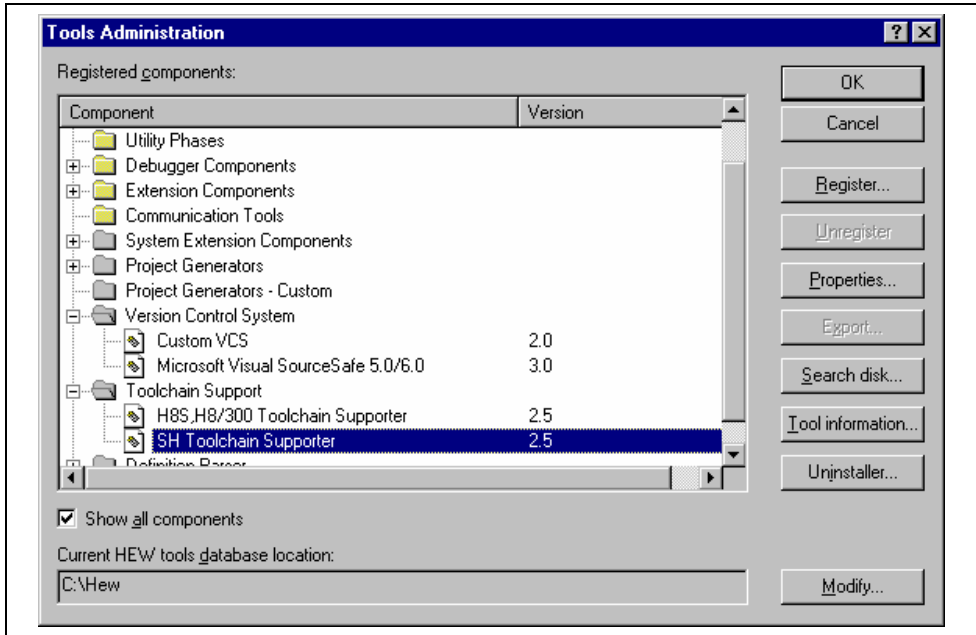 Tools Administration
Registered components:
Component Version
Utility Phases
Debugger Components
Extension Components
Communication Tools
System Extension Components
Project Generators
Project Generators - Custom
Version Control System
Custom VCS 2.0
Microsoft Visual SourceSafe 5.0/6.0 3.0
Toolchain Support
H8S,H8/300 Toolchain Supporter 2.5
SH Toolchain Supporter 2.5
Definition Parser
Show all components
Current HEW tools database location:
C:\Hew
OK
Cancel
Register...
Unregister
Properties...
Export...
Search disk...
Tool information...
Uninstaller...
Modify...